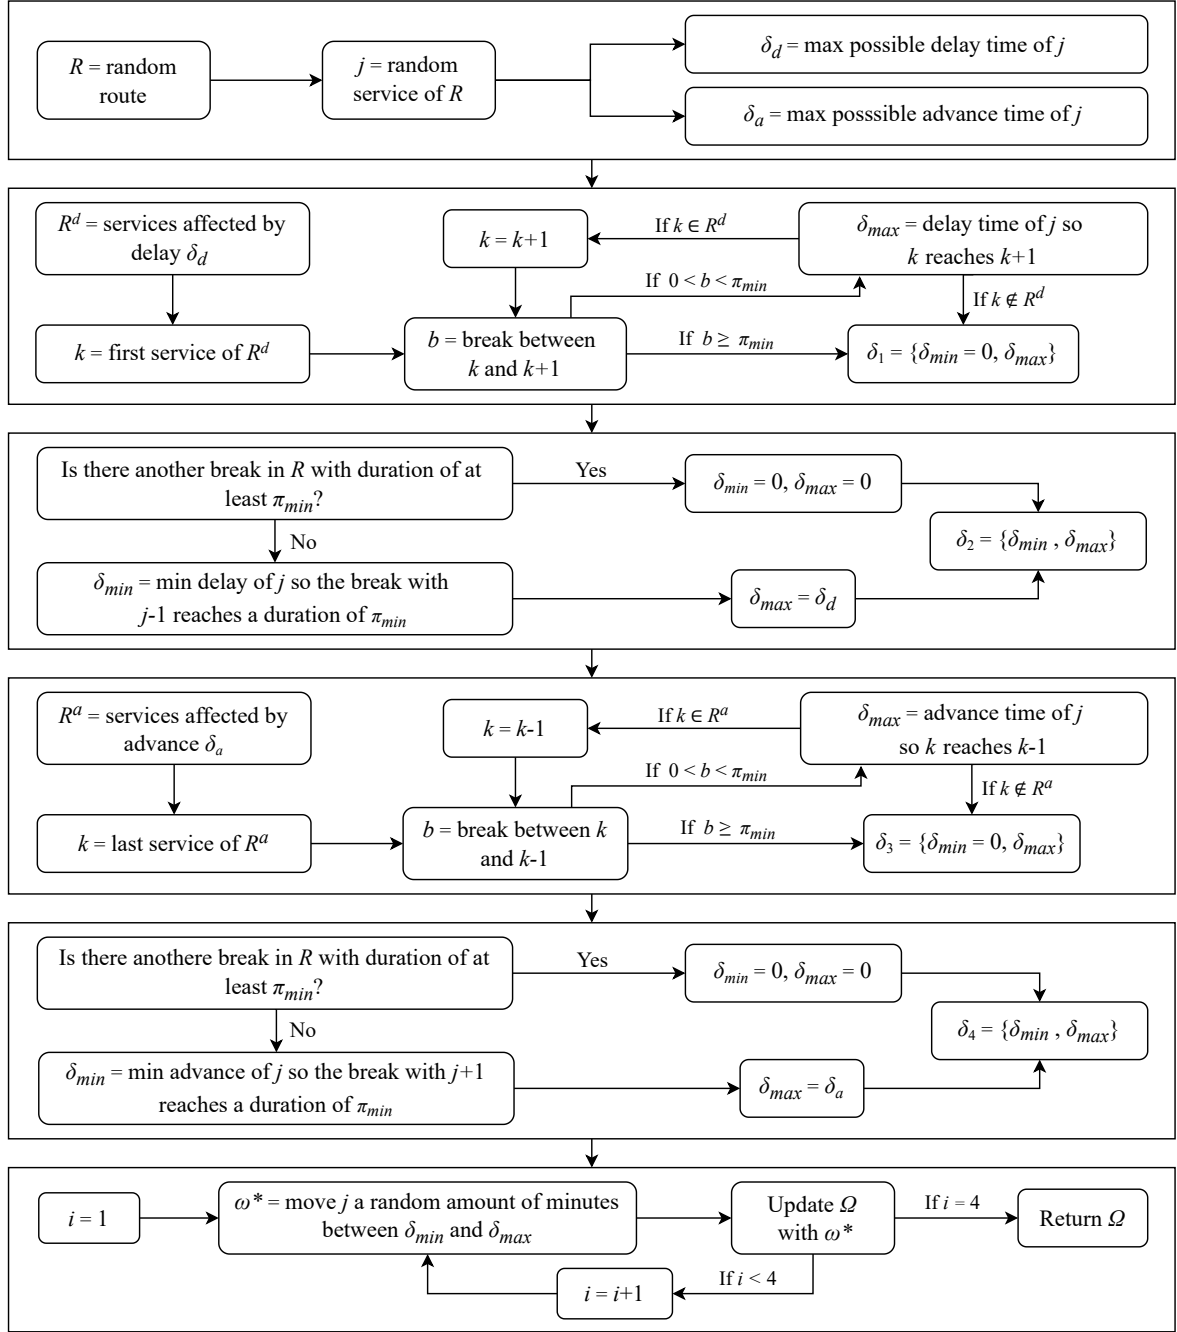 R = random
route
j = random
service of R
δd = max possible delay time of j
δa = max posssible advance time of j
Rd = services affected by
delay δd
k = k+1
If k ∈ Rd
δmax = delay time of j so
k reaches k+1
If 0 < b < πmin
If k ∉ Rd
k = first service of Rd
b = break between
k and k+1
If b ≥ πmin
δ1 = {δmin = 0, δmax}
Is there another break in R with duration of at
least πmin?
Yes
δmin = 0, δmax = 0
δ2 = {δmin , δmax}
No
δmin = min delay of j so the break with
j-1 reaches a duration of πmin
δmax = δd
Ra = services affected by
advance δa
k = k-1
If k ∈ Ra
δmax = advance time of j
so k reaches k-1
If 0 < b < πmin
If k ∉ Ra
k = last service of Ra
b = break between k
and k-1
If b ≥ πmin
δ3 = {δmin = 0, δmax}
Is there anothere break in R with duration of at
least πmin?
Yes
δmin = 0, δmax = 0
δ4 = {δmin , δmax}
No
δmin = min advance of j so the break with j+1
reaches a duration of πmin
δmax = δa
i = 1
ω* = move j a random amount of minutes
between δmin and δmax
Update Ω
with ω*
If i = 4
Return Ω
If i < 4
i = i+1